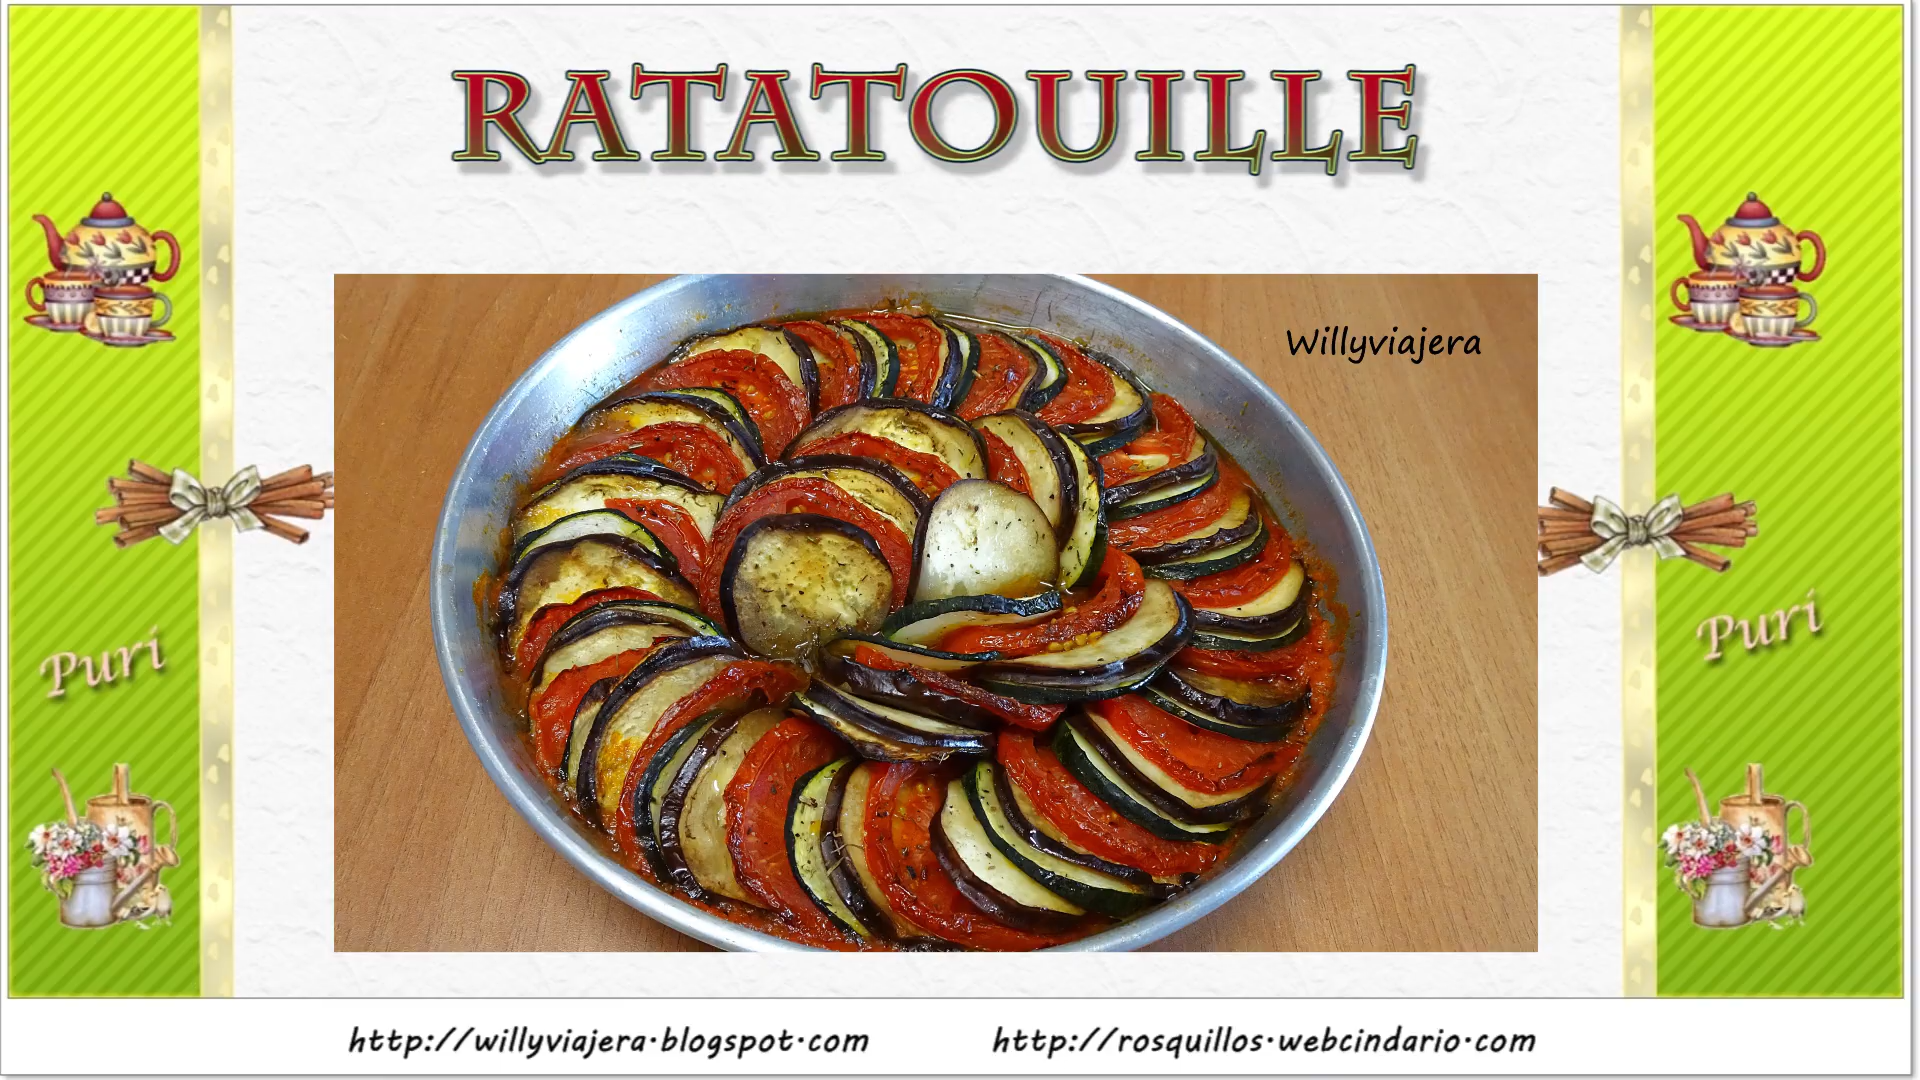 RATATOUILLE
Willyviajera
Puri
Puri
http://willyviajera.blogspot.com
http://rosquillos.webcindario.com